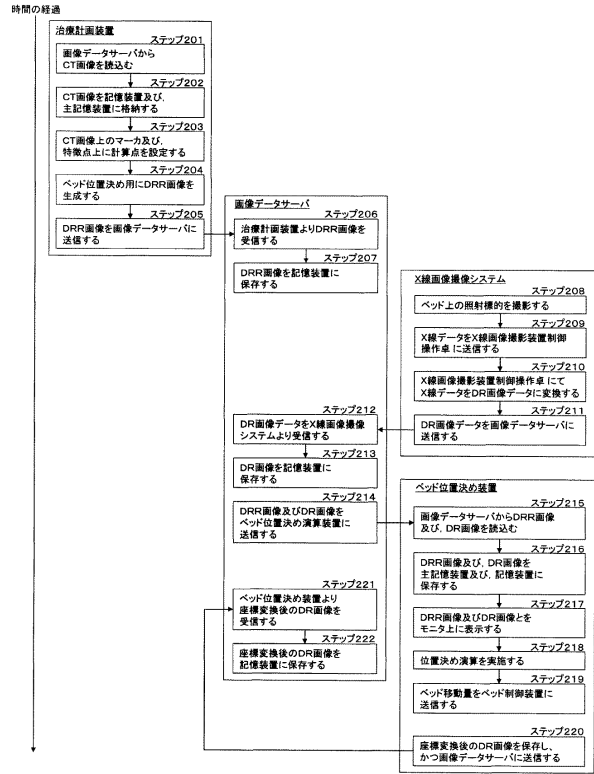 時間の経過
治療計画装置
ステップ201
画像データサーバから
CT画像を読込む
ステップ202
CT画像を記憶装置及び,
主記憶装置に格納する
ステップ203
CT画像上のマーカ及び,
特徴点上に計算点を設定する
ステップ204
ベッド位置決め用にDRR画像を
生成する
ステップ205
DRR画像を画像データサーバに
送信する
画像データサーバ
ステップ206
治療計画装置よりDRR画像を
受信する
ステップ207
DRR画像を記憶装置に
保存する
X線画像撮像システム
ステップ208
ベッド上の照射標的を撮影する
ステップ209
X線データをX線画像撮影装置制御
操作卓に送信する
ステップ210
X線画像撮影装置制御操作卓にて
X線データをDR画像データに変換する
ステップ211
DR画像データを画像データサーバに
送信する
ステップ212
DR画像データをX線画像撮像
システムより受信する
ステップ213
DR画像を記憶装置に
保存する
ステップ214
DRR画像及びDR画像を
ベッド位置決め演算装置に
送信する
ベッド位置決め装置
ステップ215
画像データサーバからDRR画像
及び,DR画像を読込む
ステップ216
DRR画像及び,DR画像を
主記憶装置及び,記憶装置に
保存する
ステップ217
DRR画像及びDR画像とを
モニタ上に表示する
ステップ218
位置決め演算を実施する
ステップ219
ベッド移動量をベッド制御装置に
送信する
ステップ220
座標変換後のDR画像を保存し、
かつ画像データサーバに送信する
ステップ221
ベッド位置決め装置より
座標変換後のDR画像を
受信する
ステップ222
座標変換後のDR画像を
記憶装置に保存する